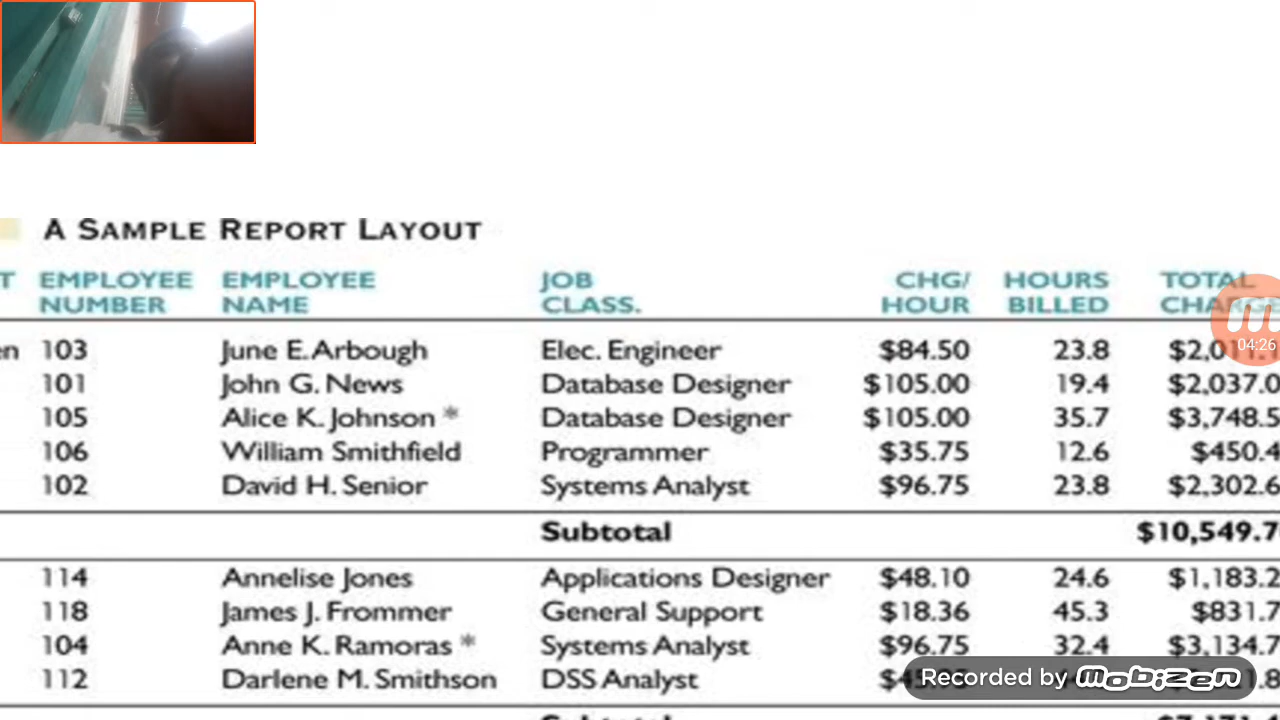 A SAMPLE REPORT LAYOUT
T EMPLOYEE NUMBER EMPLOYEE NAME JOB CLASS. CHG/ HOUR HOURS BILLED TOTAL
04:26
en 103 June E. Arbough Elec. Engineer $84.50 23.8
101 John G. News Database Designer $105.00 19.4 $2,037.0
105 Alice K. Johnson * Database Designer $105.00 35.7 $3,748.5
106 William Smithfield Programmer $35.75 12.6 $450.4
102 David H. Senior Systems Analyst $96.75 23.8 $2,302.6
Subtotal $10,549.7
114 Annelise Jones Applications Designer $48.10 24.6 $1,183.2
118 James J. Frommer General Support $18.36 45.3 $831.7
104 Anne K. Ramoras * Systems Analyst $96.75 32.4 $3,134.7
112 Darlene M. Smithson DSS Analyst
Recorded by mobizen